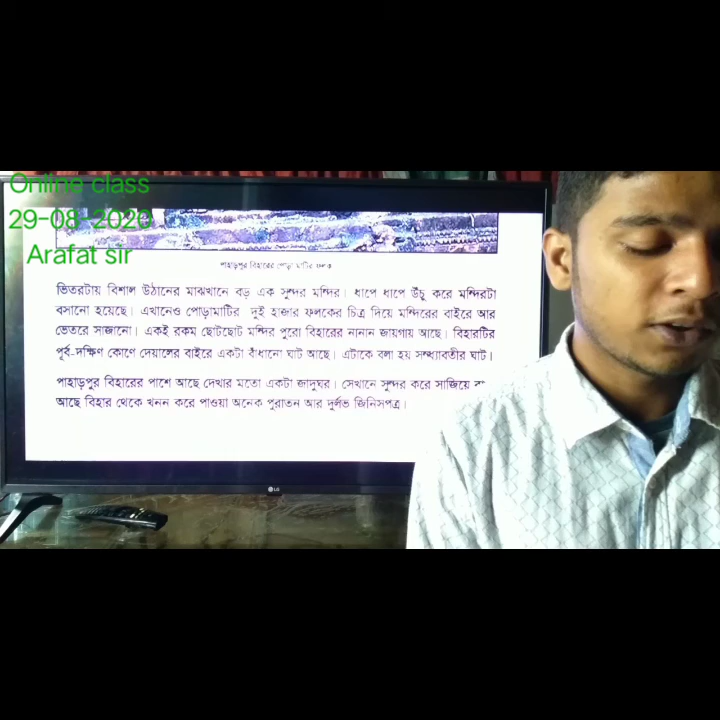 Online class
29-08-2020
Arafat sir
পাহাড়পুর বিহারের পোড়া মাটির ফলক
ভিতরটায় বিশাল উঠানের মাঝখানে বড় এক সুন্দর মন্দির। ধাপে ধাপে উঁচু করে মন্দিরটা
বসানো হয়েছে। এখানেও পোড়ামাটির দুই হাজার ফলকের চিত্র দিয়ে মন্দিরের বাইরে আর
ভেতরে সাজানো। একই রকম ছোটছোট মন্দির পুরো বিহারের নানান জায়গায় আছে। বিহারটির
পূর্ব-দক্ষিণ কোণে দেয়ালের বাইরে একটা বাঁধানো ঘাট আছে। এটাকে বলা হয় সন্ধ্যাবতীর ঘাট।
পাহাড়পুর বিহারের পাশে আছে দেখার মতো একটা জাদুঘর। সেখানে সুন্দর করে সাজিয়ে
আছে বিহার থেকে খনন করে পাওয়া অনেক পুরাতন আর দুর্লভ জিনিসপত্র।
LG